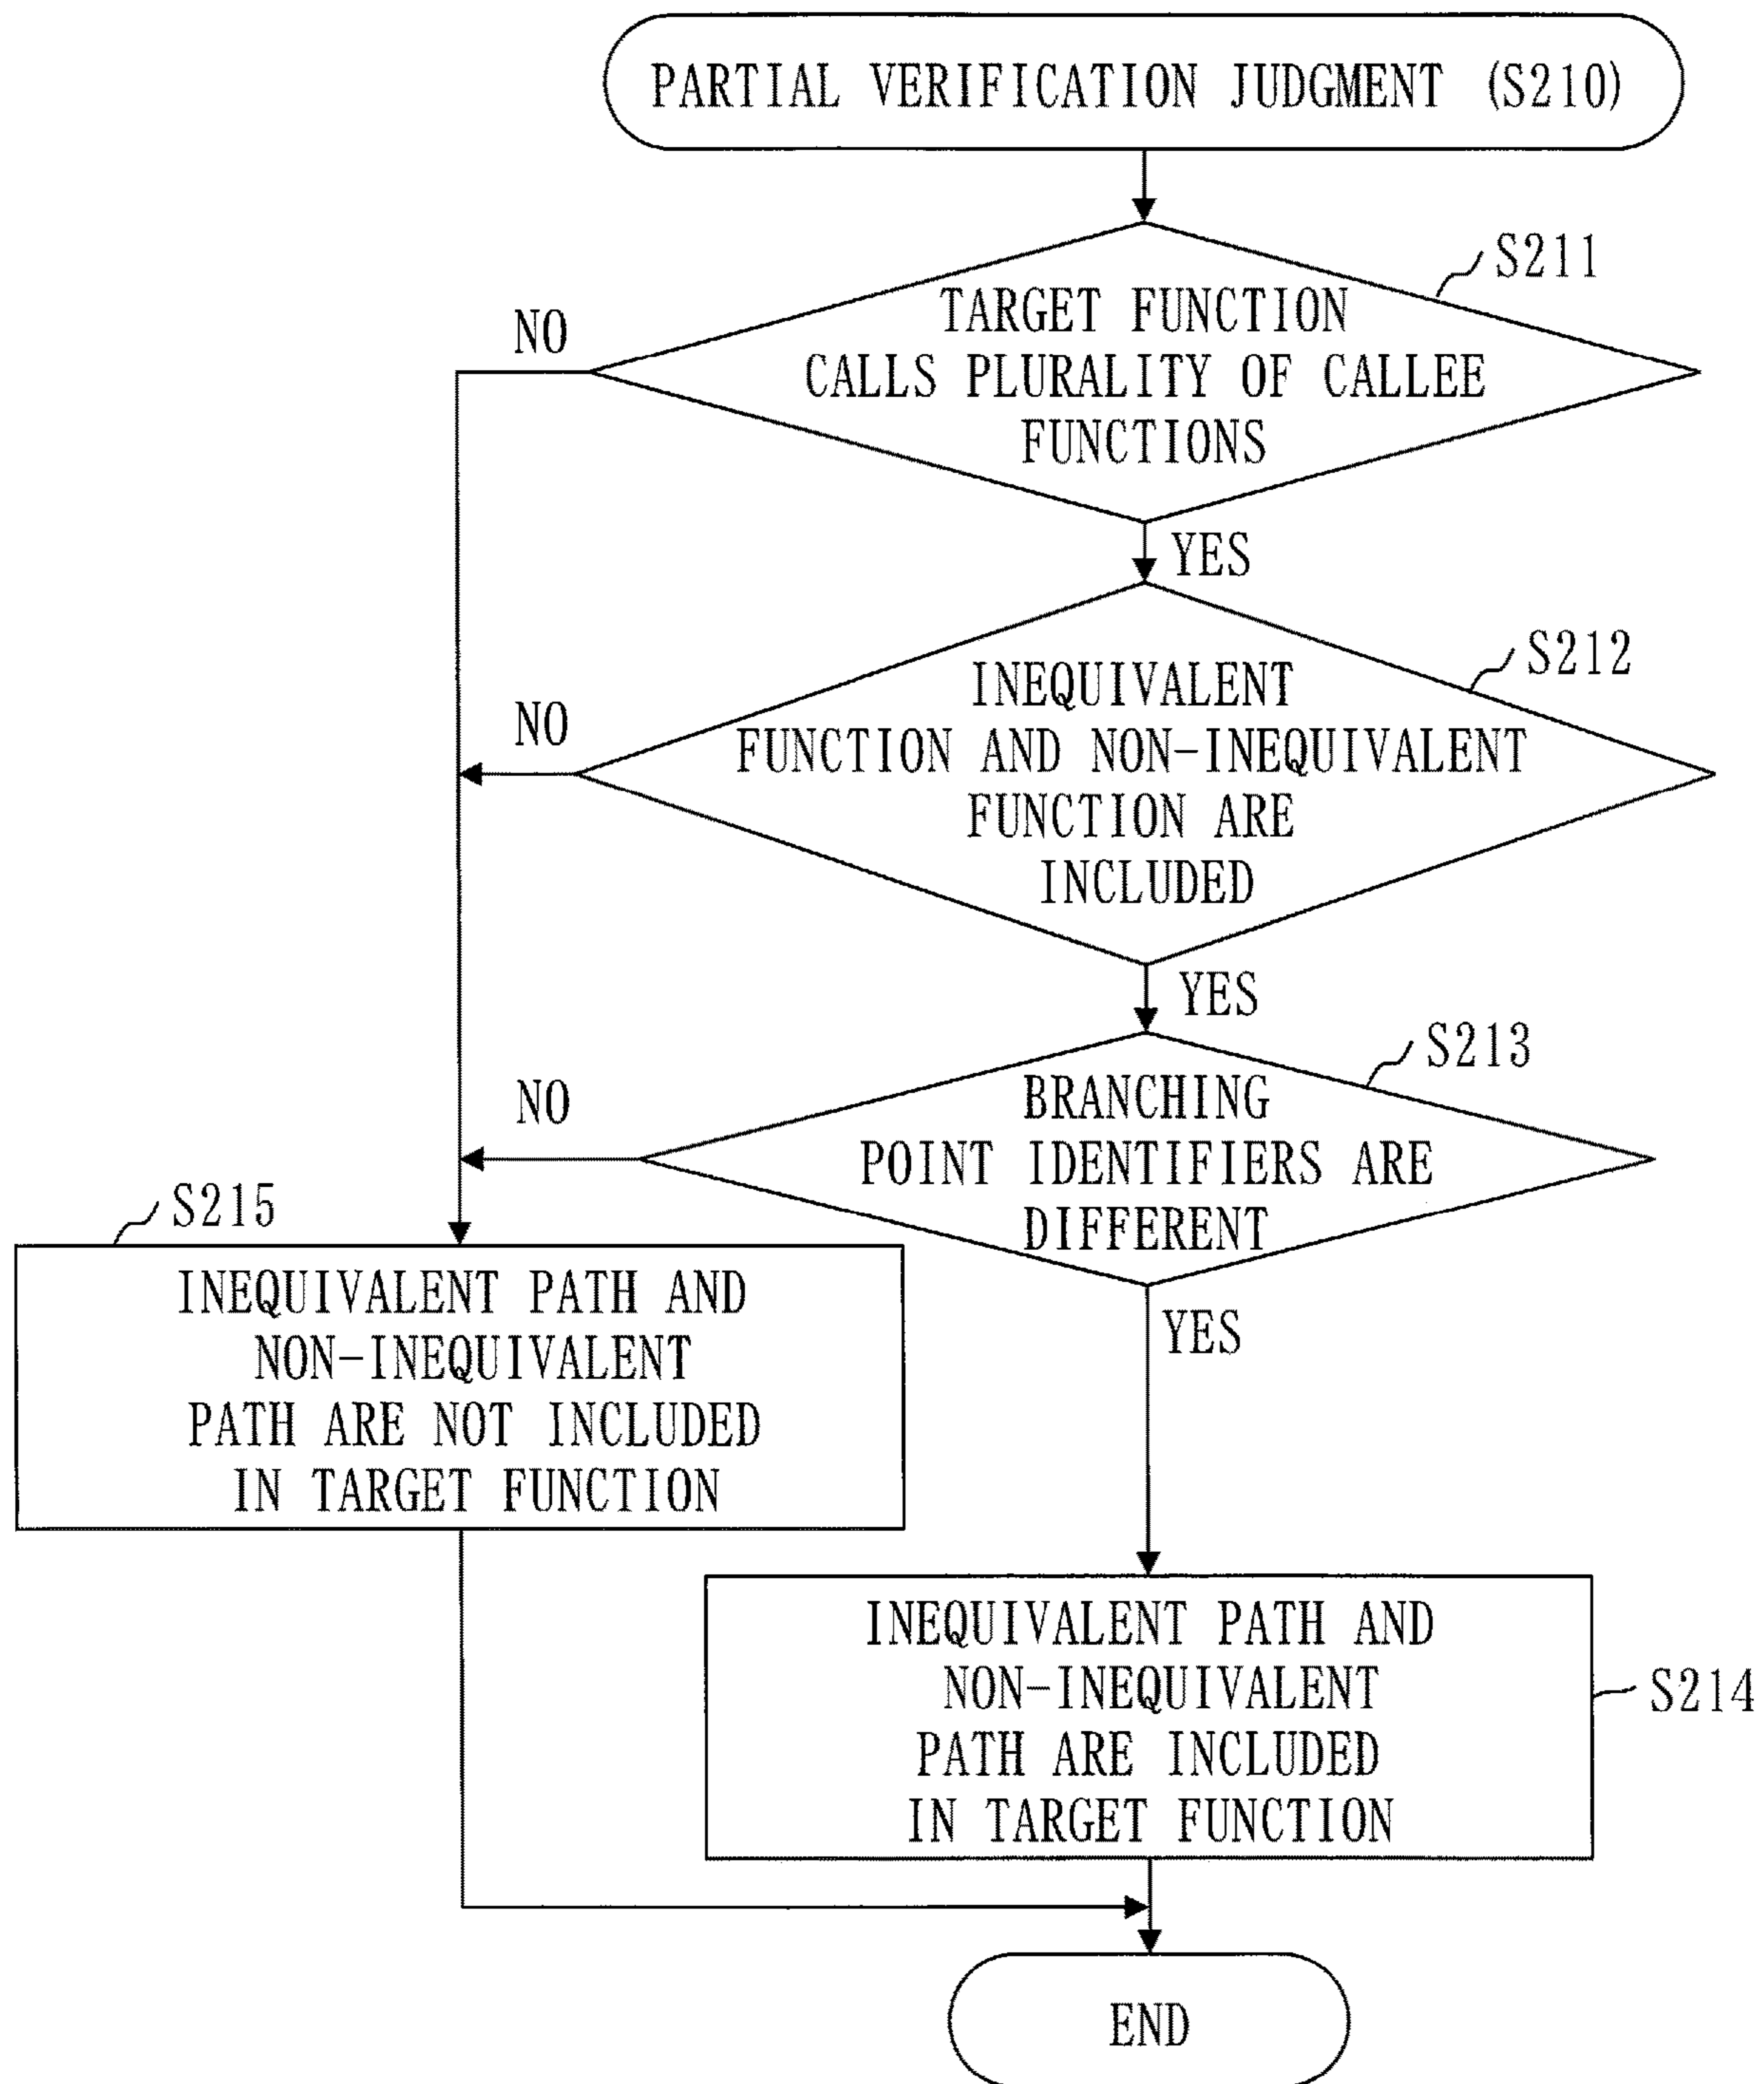 PARTIAL VERIFICATION JUDGMENT (S210)
S211
TARGET FUNCTION
CALLS PLURALITY OF CALLEE
FUNCTIONS
NO
YES
S212
INEQUIVALENT
FUNCTION AND NON-INEQUIVALENT
FUNCTION ARE
INCLUDED
NO
YES
S213
BRANCHING
POINT IDENTIFIERS ARE
DIFFERENT
NO
YES
S215
INEQUIVALENT PATH AND
NON-INEQUIVALENT
PATH ARE NOT INCLUDED
IN TARGET FUNCTION
INEQUIVALENT PATH AND
NON-INEQUIVALENT
PATH ARE INCLUDED
IN TARGET FUNCTION
S214
END